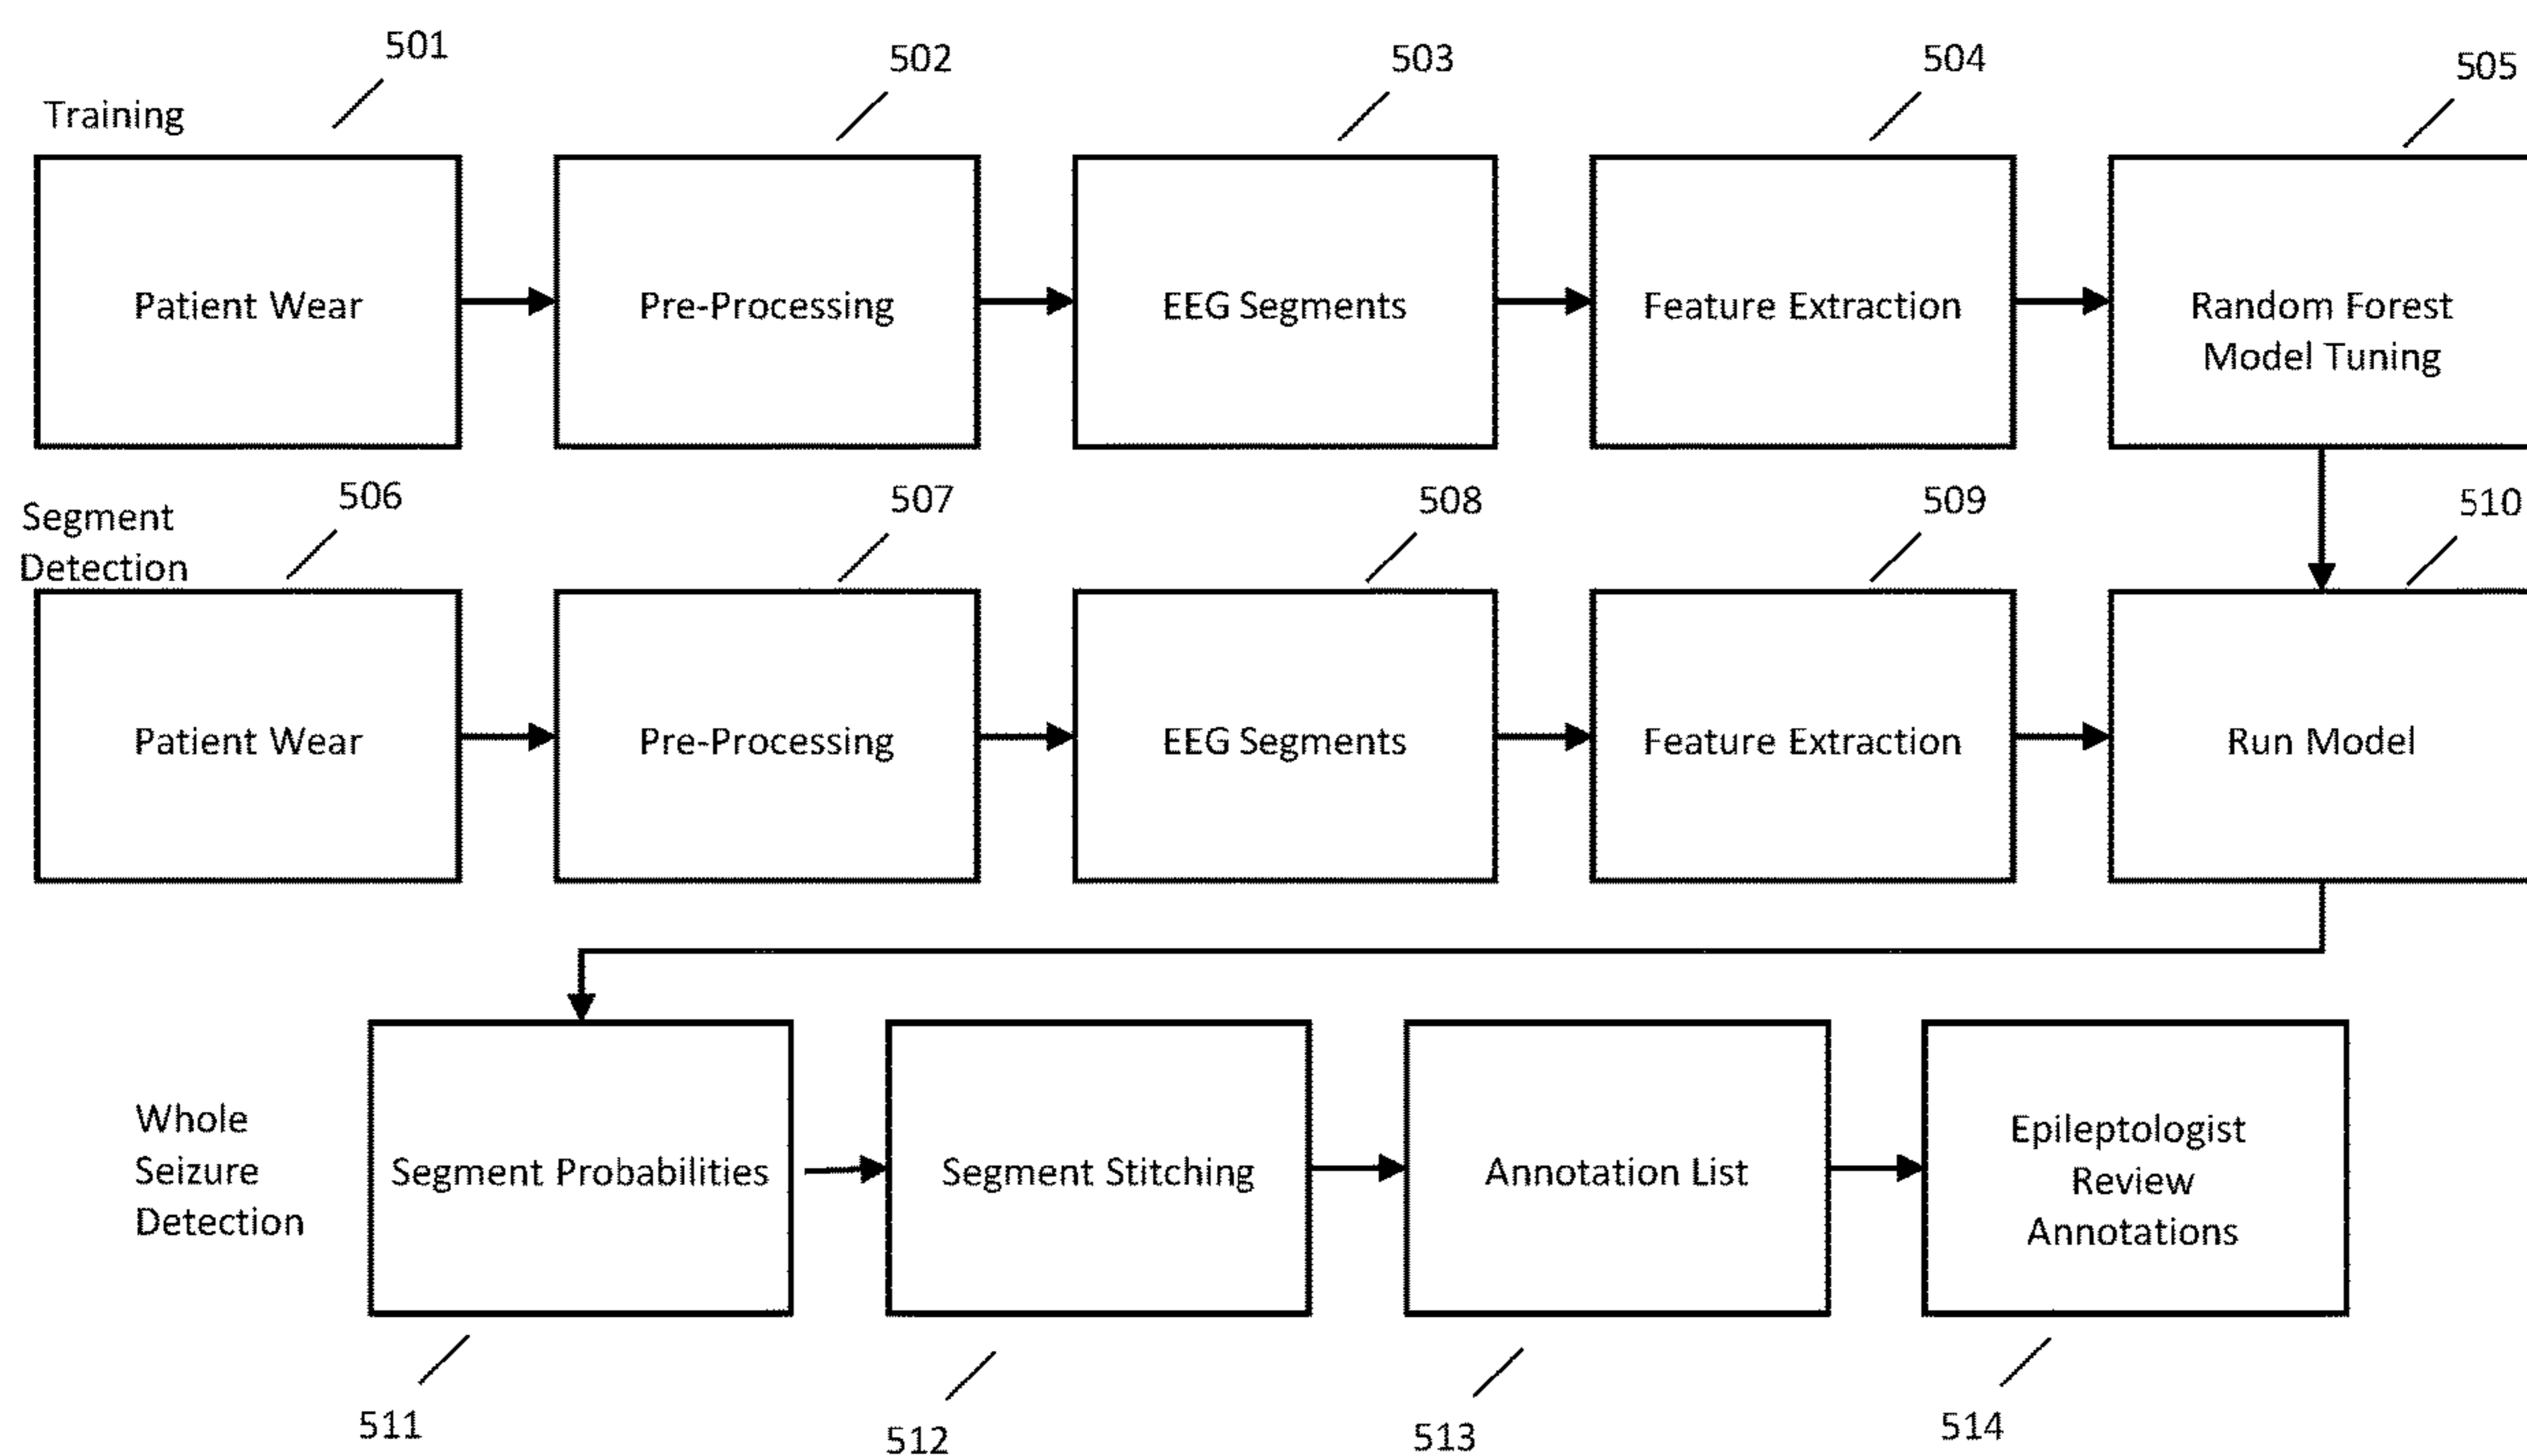 501
502
503
504
505
Training
Patient Wear
Pre-Processing
EEG Segments
Feature Extraction
Random Forest
Model Tuning
506
507
508
509
510
Segment
Detection
Patient Wear
Pre-Processing
EEG Segments
Feature Extraction
Run Model
Whole
Seizure
Detection
Segment Probabilities
Segment Stitching
Annotation List
Epileptologist
Review
Annotations
511
512
513
514